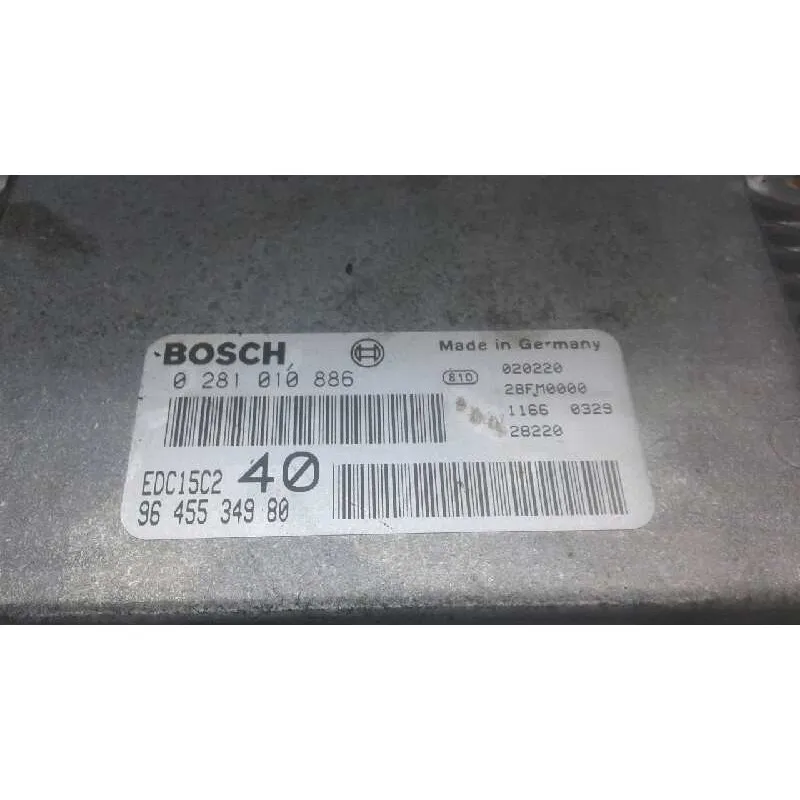 BOSCH
Made in Germany
0 281 010 886
810
020220
28FM0000
1166 0329
28220
EDC15C2 40
96 455 349 80